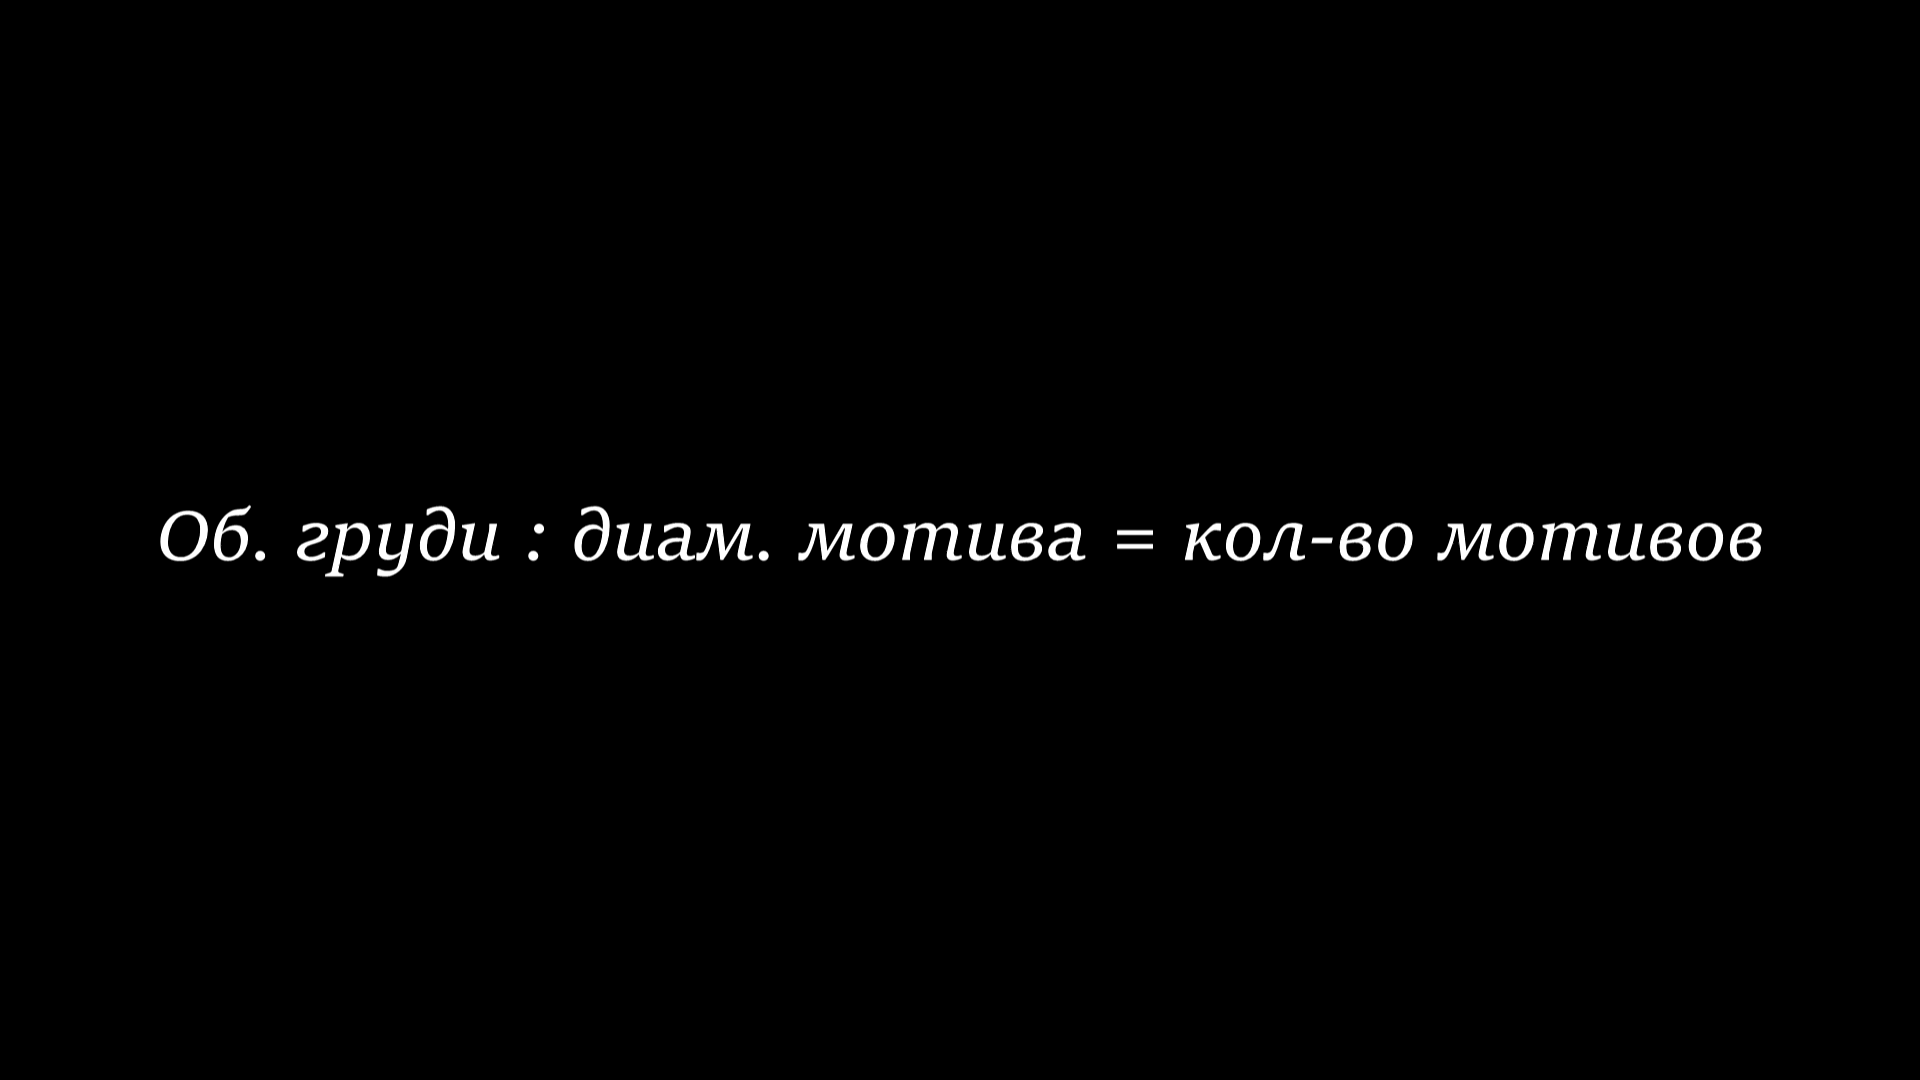 Об. груди : диам. мотива = кол-во мотивов